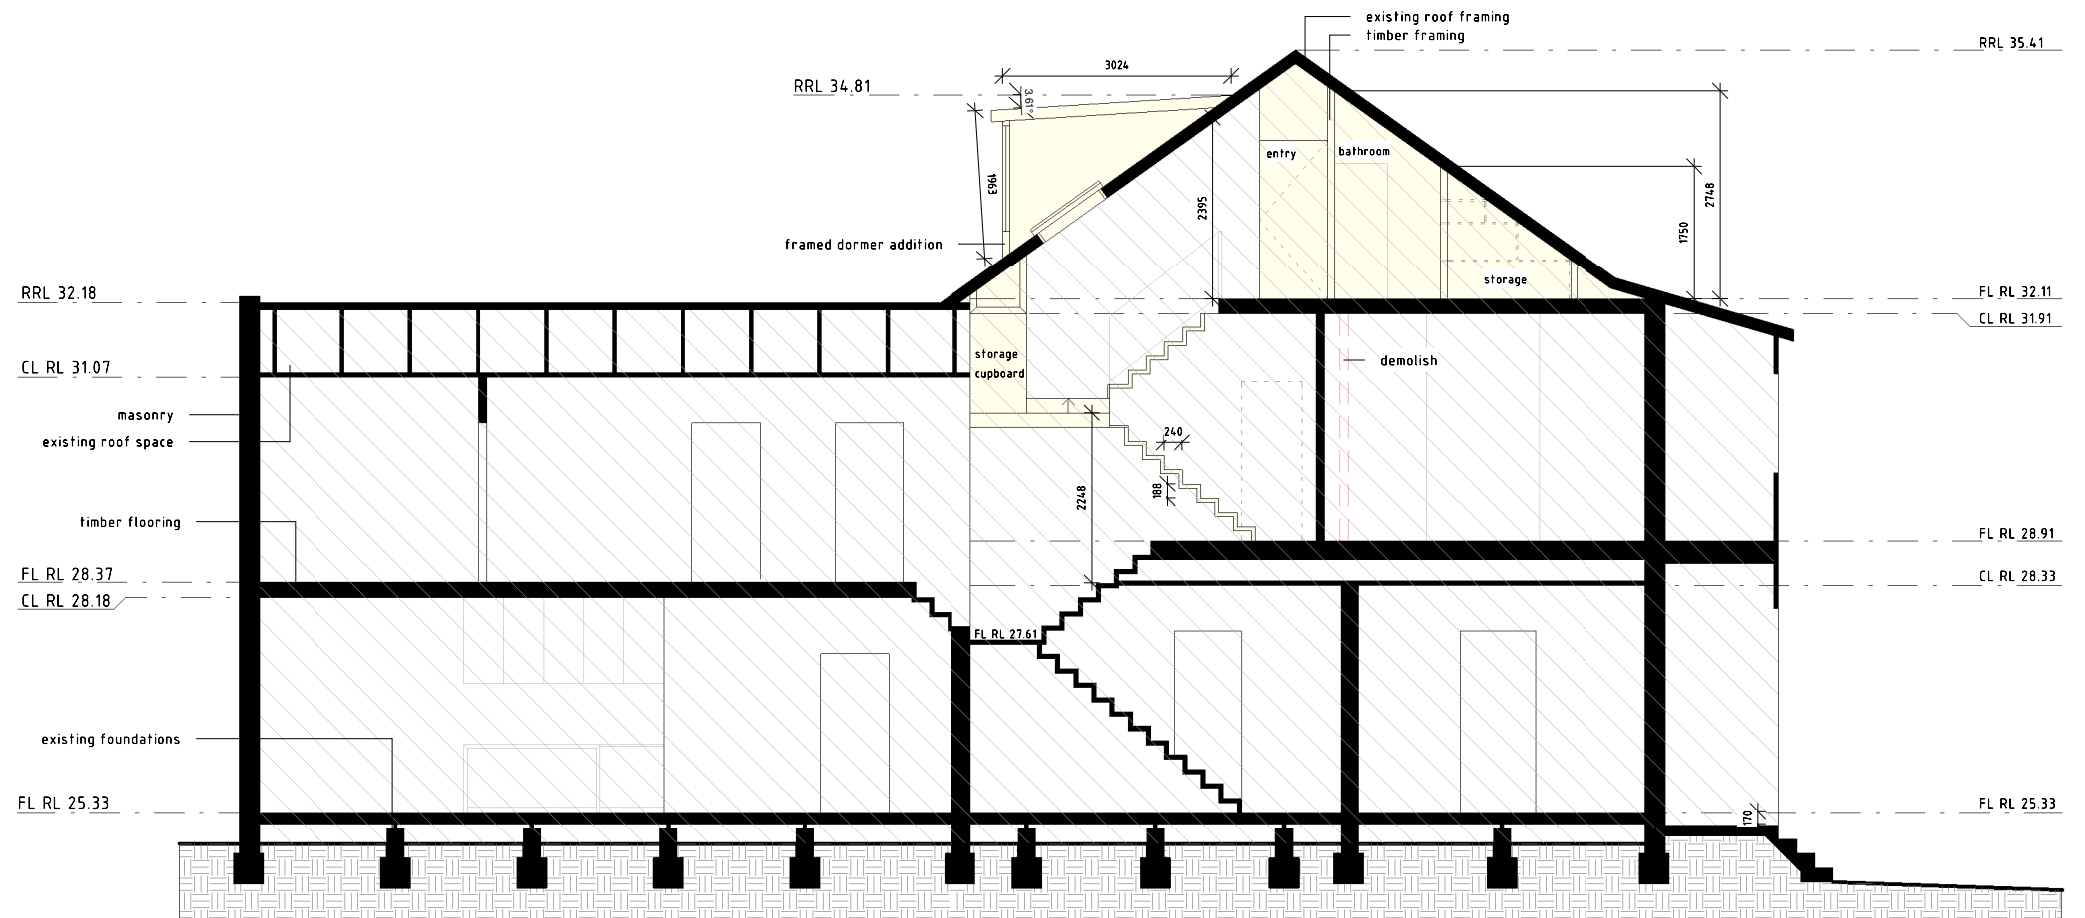 existing roof framing
timber framing
RRL 35.41
3024
RRL 34.81
3.61°
entry
bathroom
1963
2395
2748
1750
framed dormer addition
storage
RRL 32.18
FL RL 32.11
CL RL 31.91
storage
cupboard
demolish
CL RL 31.07
masonry
existing roof space
240
188
2248
timber flooring
FL RL 28.91
FL RL 28.37
CL RL 28.33
CL RL 28.18
FL RL 27.61
existing foundations
FL RL 25.33
FL RL 25.33
170